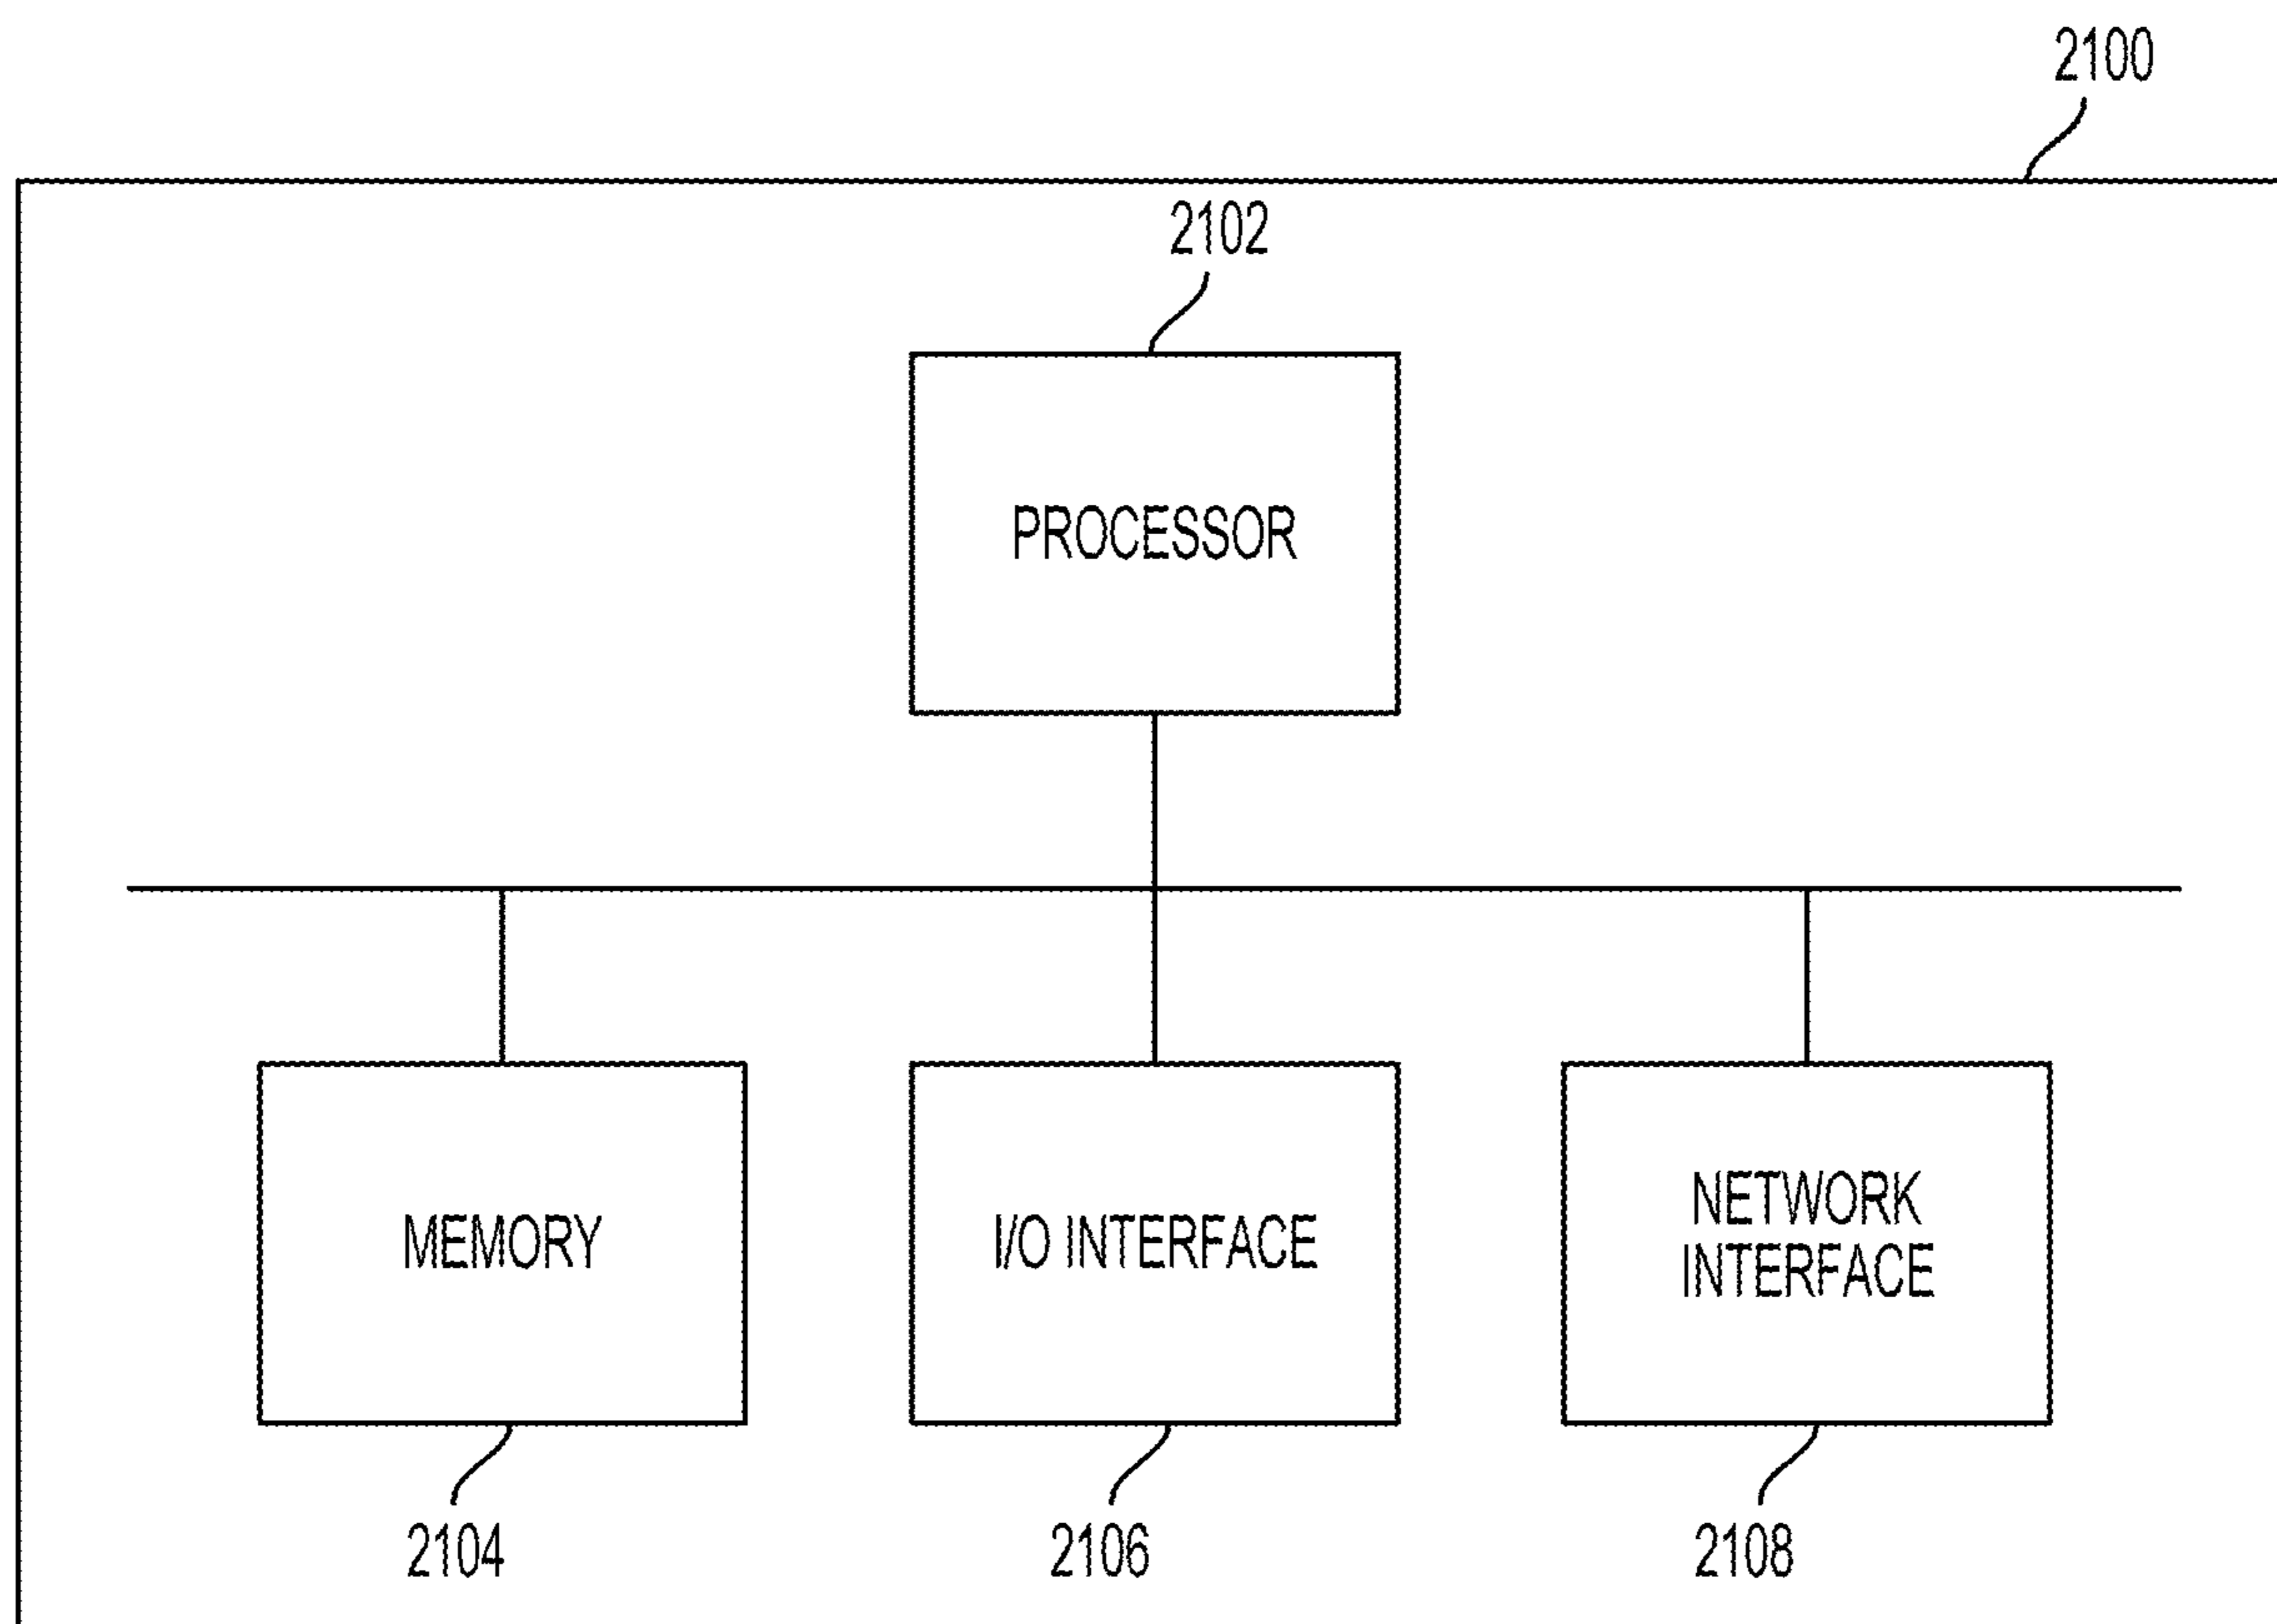 2100
2102
PROCESSOR
MEMORY
I/O INTERFACE
NETWORK
INTERFACE
2104
2106
2108